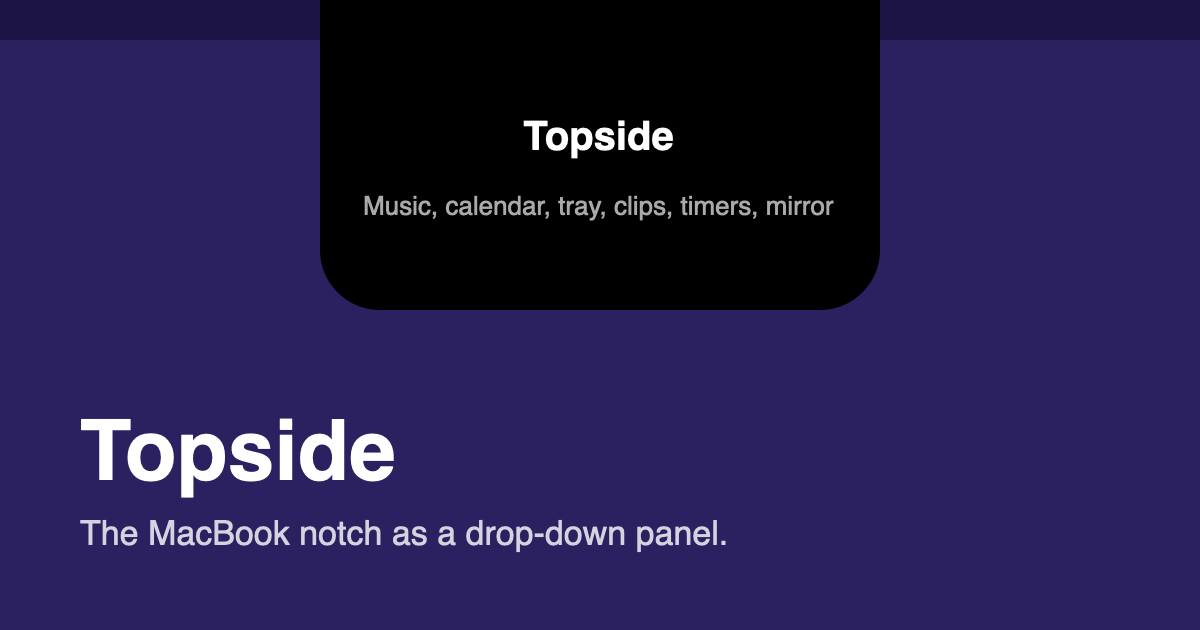 Topside
Music, calendar, tray, clips, timers, mirror
Topside
The MacBook notch as a drop-down panel.